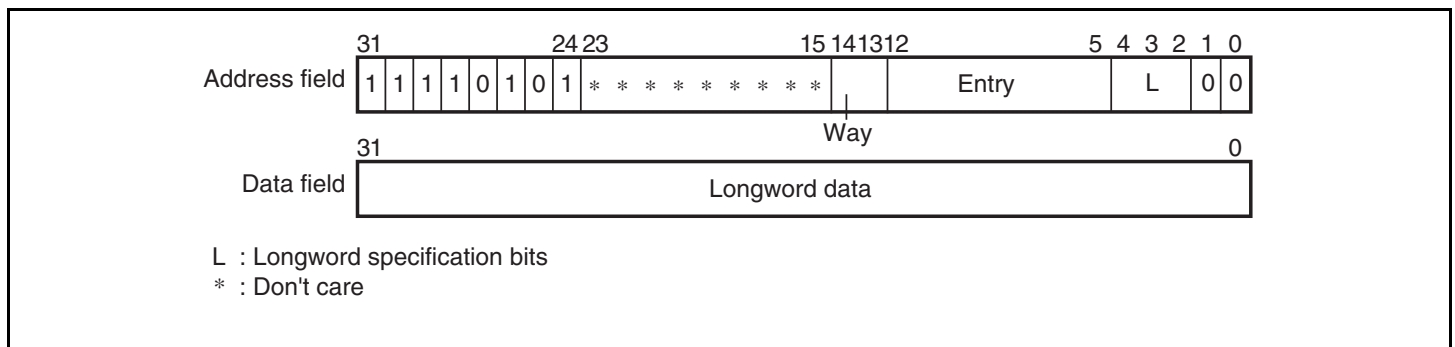 31 24 23 15 14 13 12 5 4 3 2 1 0
Address field 1 1 1 1 0 1 0 1 * * * * * * * * * Entry L 0 0
Way
31 0
Data field Longword data
L : Longword specification bits
* : Don't care